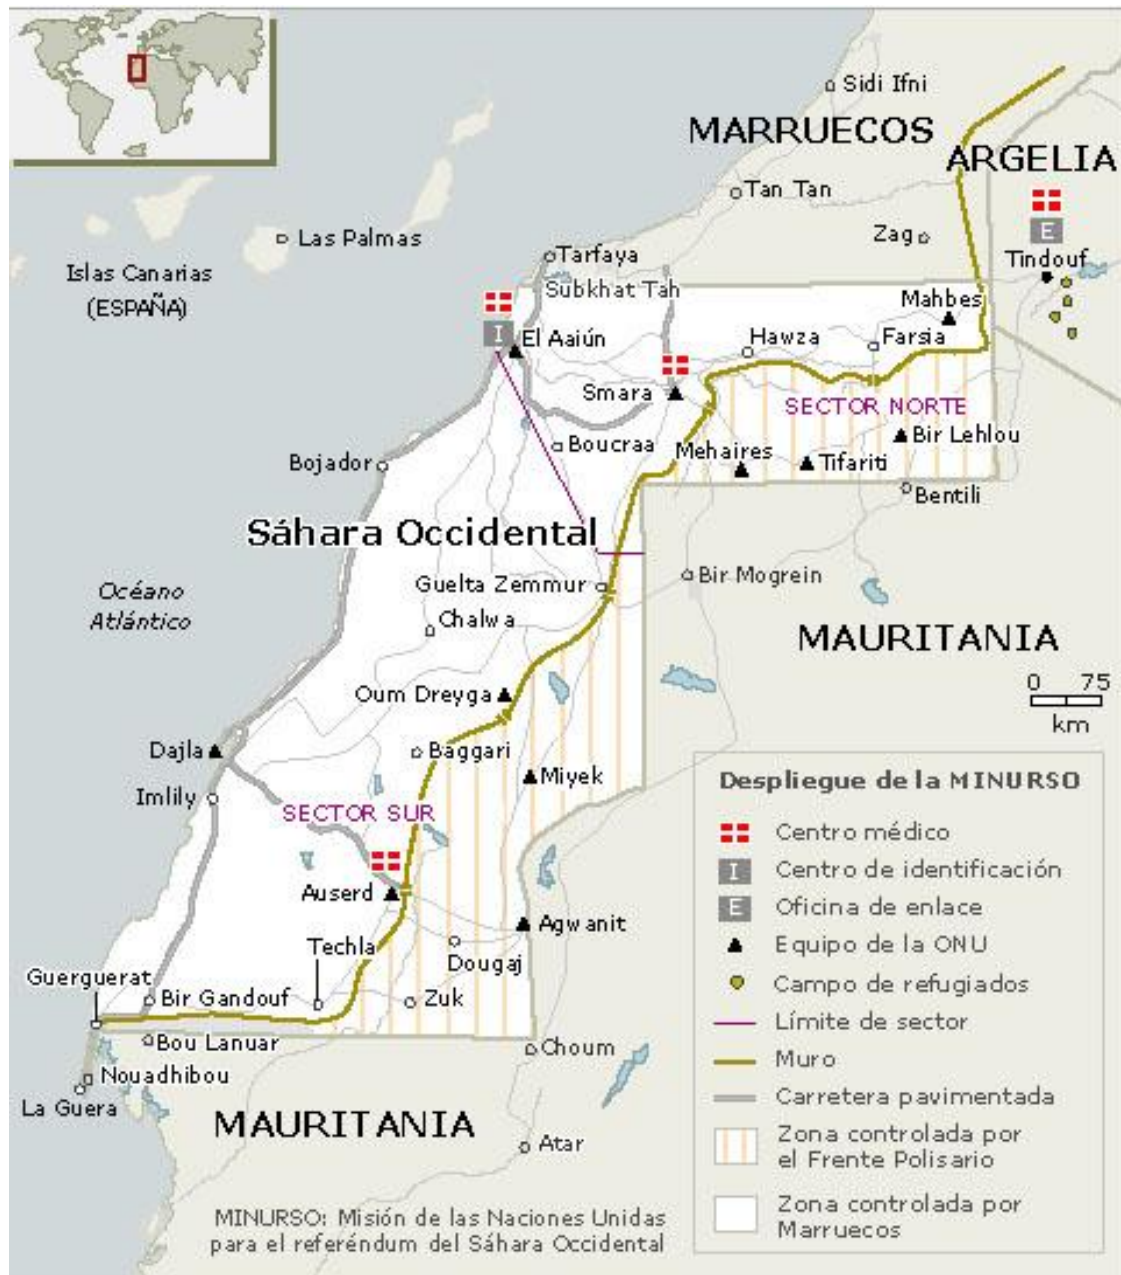 Sidi Ifni
MARRUECOS
ARGELIA
Tan Tan
E
Las Palmas
Zag
Tarfaya
Tindouf
Islas Canarias
(ESPAÑA)
Subkhat Tah
Mahbes
I
El Aaiún
Hawza
Farsia
Smara
SECTOR NORTE
Boucraa
Bir Lehlou
Mehaires
Tifariti
Bojador
Bentili
Sáhara Occidental
Guelta Zemmur
Bir Mogrein
Océano
Atlántico
Chalwa
MAURITANIA
Oum Dreyga
0 75
km
Dajla
Baggari
Miyek
Imlily
SECTOR SUR
Auserd
Agwanit
Techla
Dougaj
Guerguerat
Bir Gandouf
Zuk
Bou Lanuar
Choum
Nouadhibou
La Guera
MAURITANIA
Atar
Despliegue de la MINURSO
Centro médico
I Centro de identificación
E Oficina de enlace
Equipo de la ONU
Campo de refugiados
Límite de sector
Muro
Carretera pavimentada
Zona controlada por
el Frente Polisario
Zona controlada por
Marruecos
MINURSO: Misión de las Naciones Unidas
para el referéndum del Sáhara Occidental